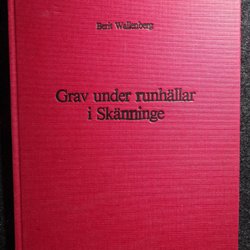 Berit Wallenberg
Grav under runhällar
i Skänninge